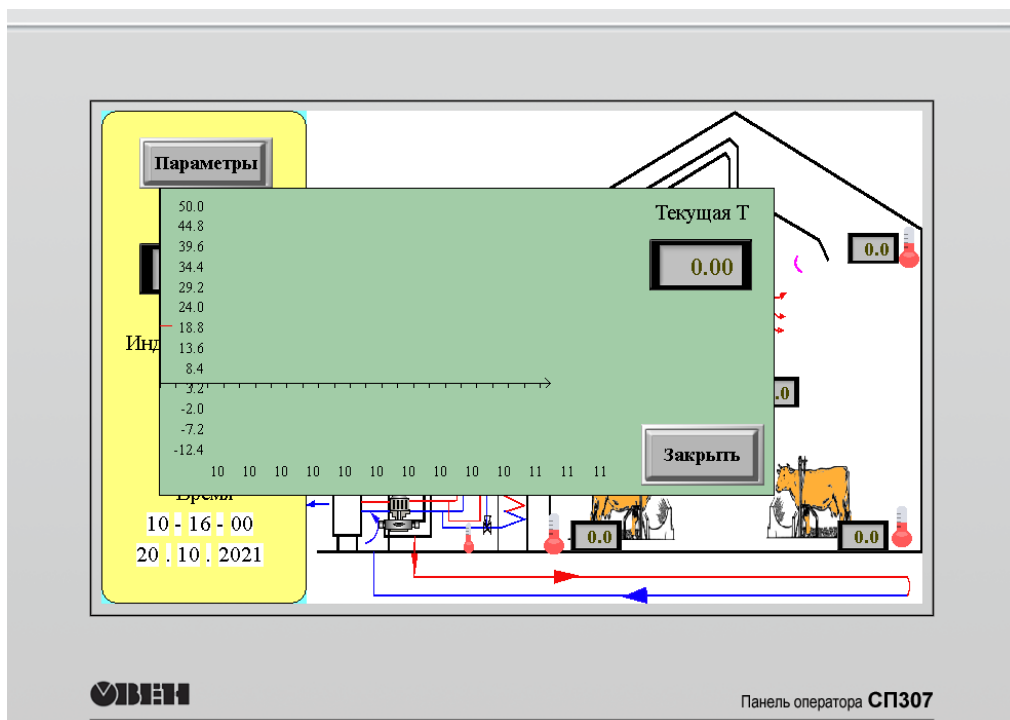 Параметры
50.0
44.8
39.6
34.4
29.2
24.0
18.8
13.6
8.4
3.2
-2.0
-7.2
-12.4
10 10 10 10 10 10 10 10 10 10 11 11 11
Текущая Т
0.00
Закрыть
0.0
.0
Инд
Время
10 - 16 - 00
20 . 10 . 2021
0.0
0.0
ОВЕН
Панель оператора СП307